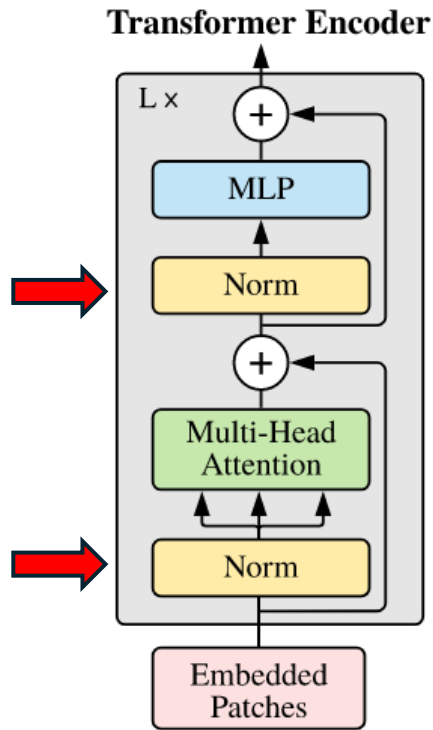 Transformer Encoder
L ×
+
MLP
Norm
+
Multi-Head
Attention
Norm
Embedded
Patches